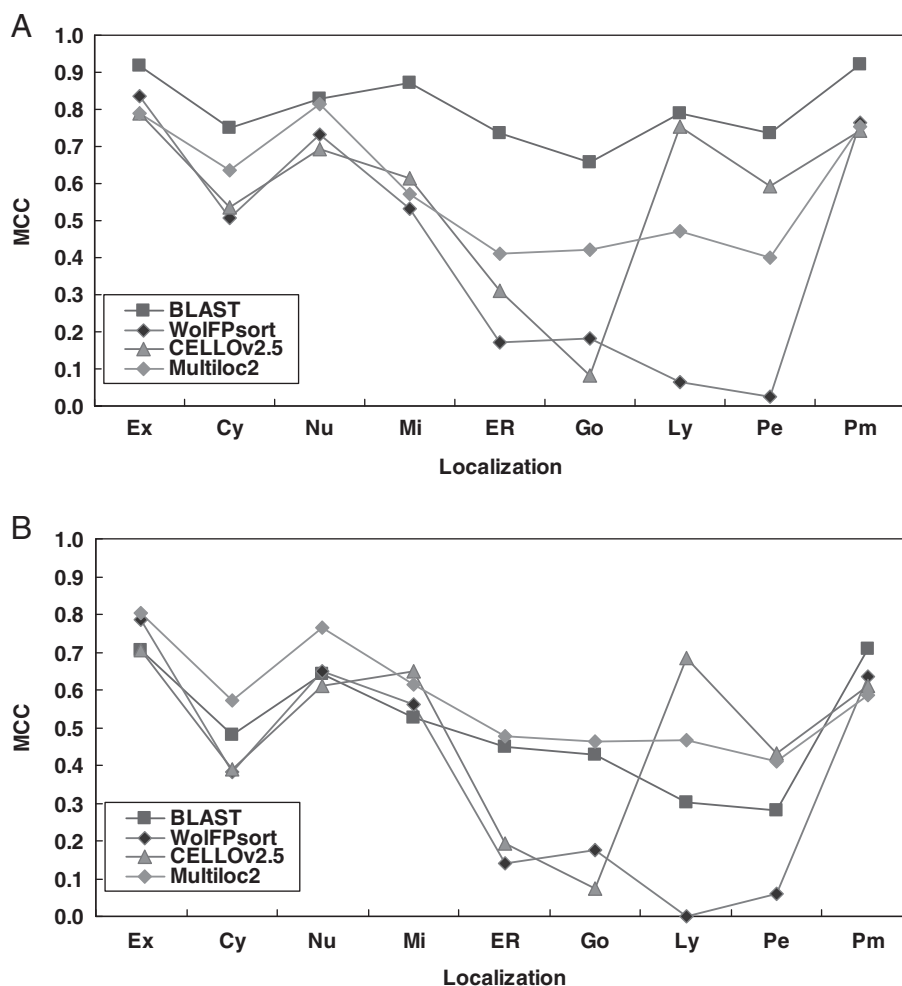 A
1.0
0.9
0.8
0.7
0.6
0.5
0.4
0.3
0.2
0.1
0.0
MCC
BLAST
WolFPsort
CELLOv2.5
Multiloc2
Ex Cy Nu Mi ER Go Ly Pe Pm
Localization
B
1.0
0.9
0.8
0.7
0.6
0.5
0.4
0.3
0.2
0.1
0.0
MCC
BLAST
WolFPsort
CELLOv2.5
Multiloc2
Ex Cy Nu Mi ER Go Ly Pe Pm
Localization